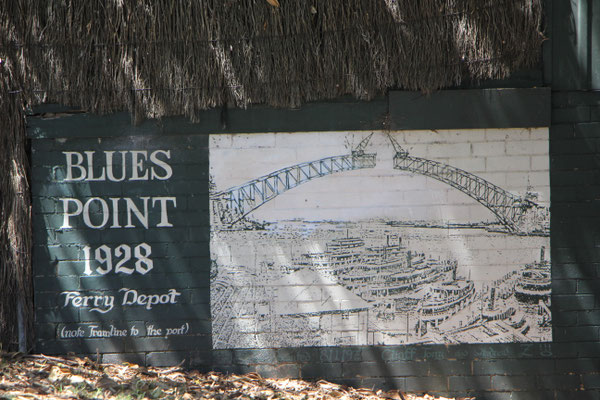 BLUES
POINT
1928
Ferry Depot
(note Tramline to the port)